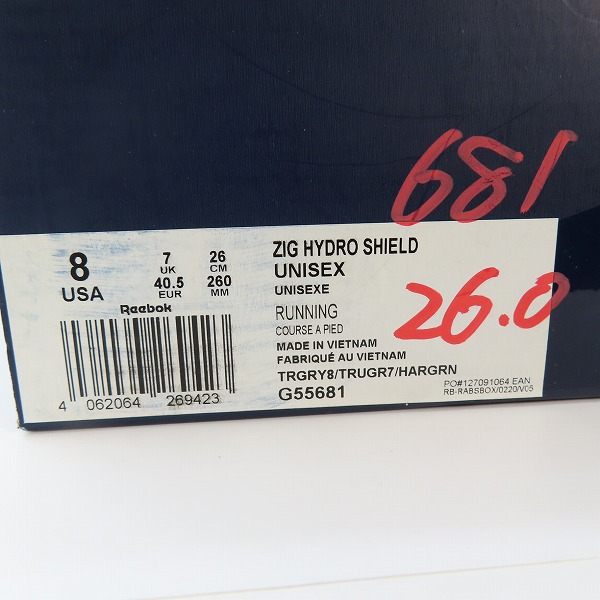 681
8
USA
7
UK
26
CM
40.5
EUR
260
MM
Reebok
4 062064 269423
ZIG HYDRO SHIELD
UNISEX
UNISEXE
RUNNING
COURSE A PIED
MADE IN VIETNAM
FABRIQUÉ AU VIETNAM
TRGRY8/TRUGR7/HARGRN
G55681
26.0
PO#127091064 EAN
RB-RABSBOX/0220/V05